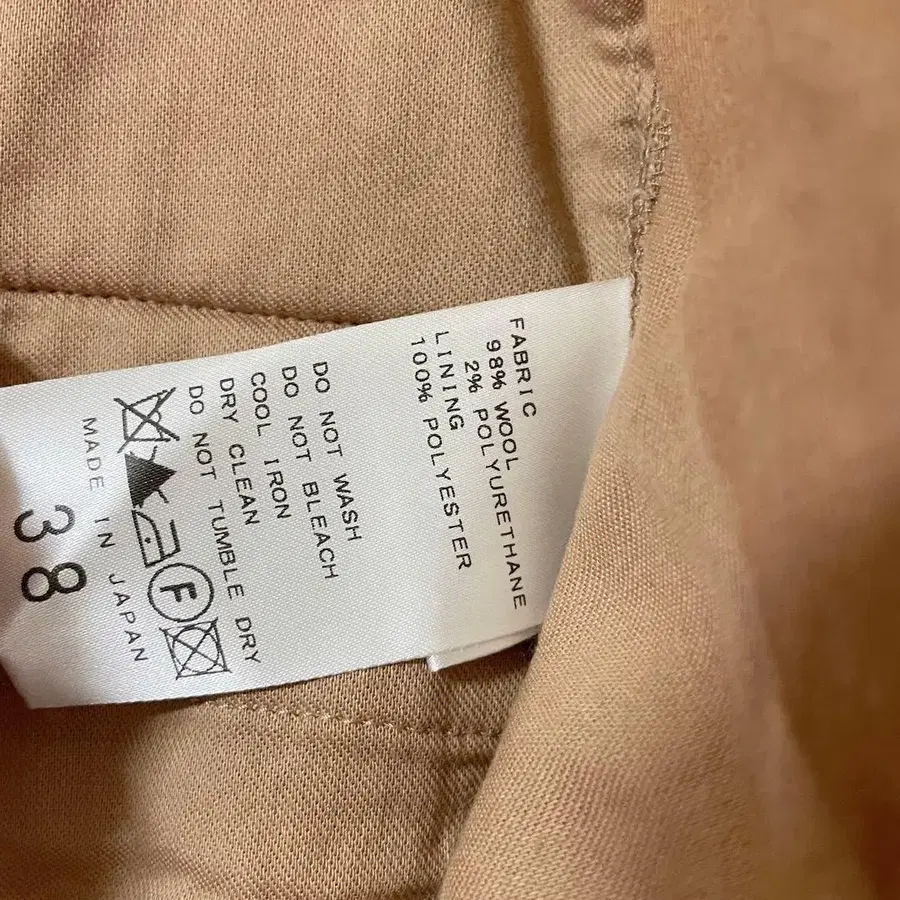 FABRIC
98% WOOL
2% POLYURETHANE
LINING
100% POLYESTER
DO NOT WASH
DO NOT BLEACH
COOL IRON
DRY CLEAN
DO NOT TUMBLE DRY
F
MADE IN JAPAN
38